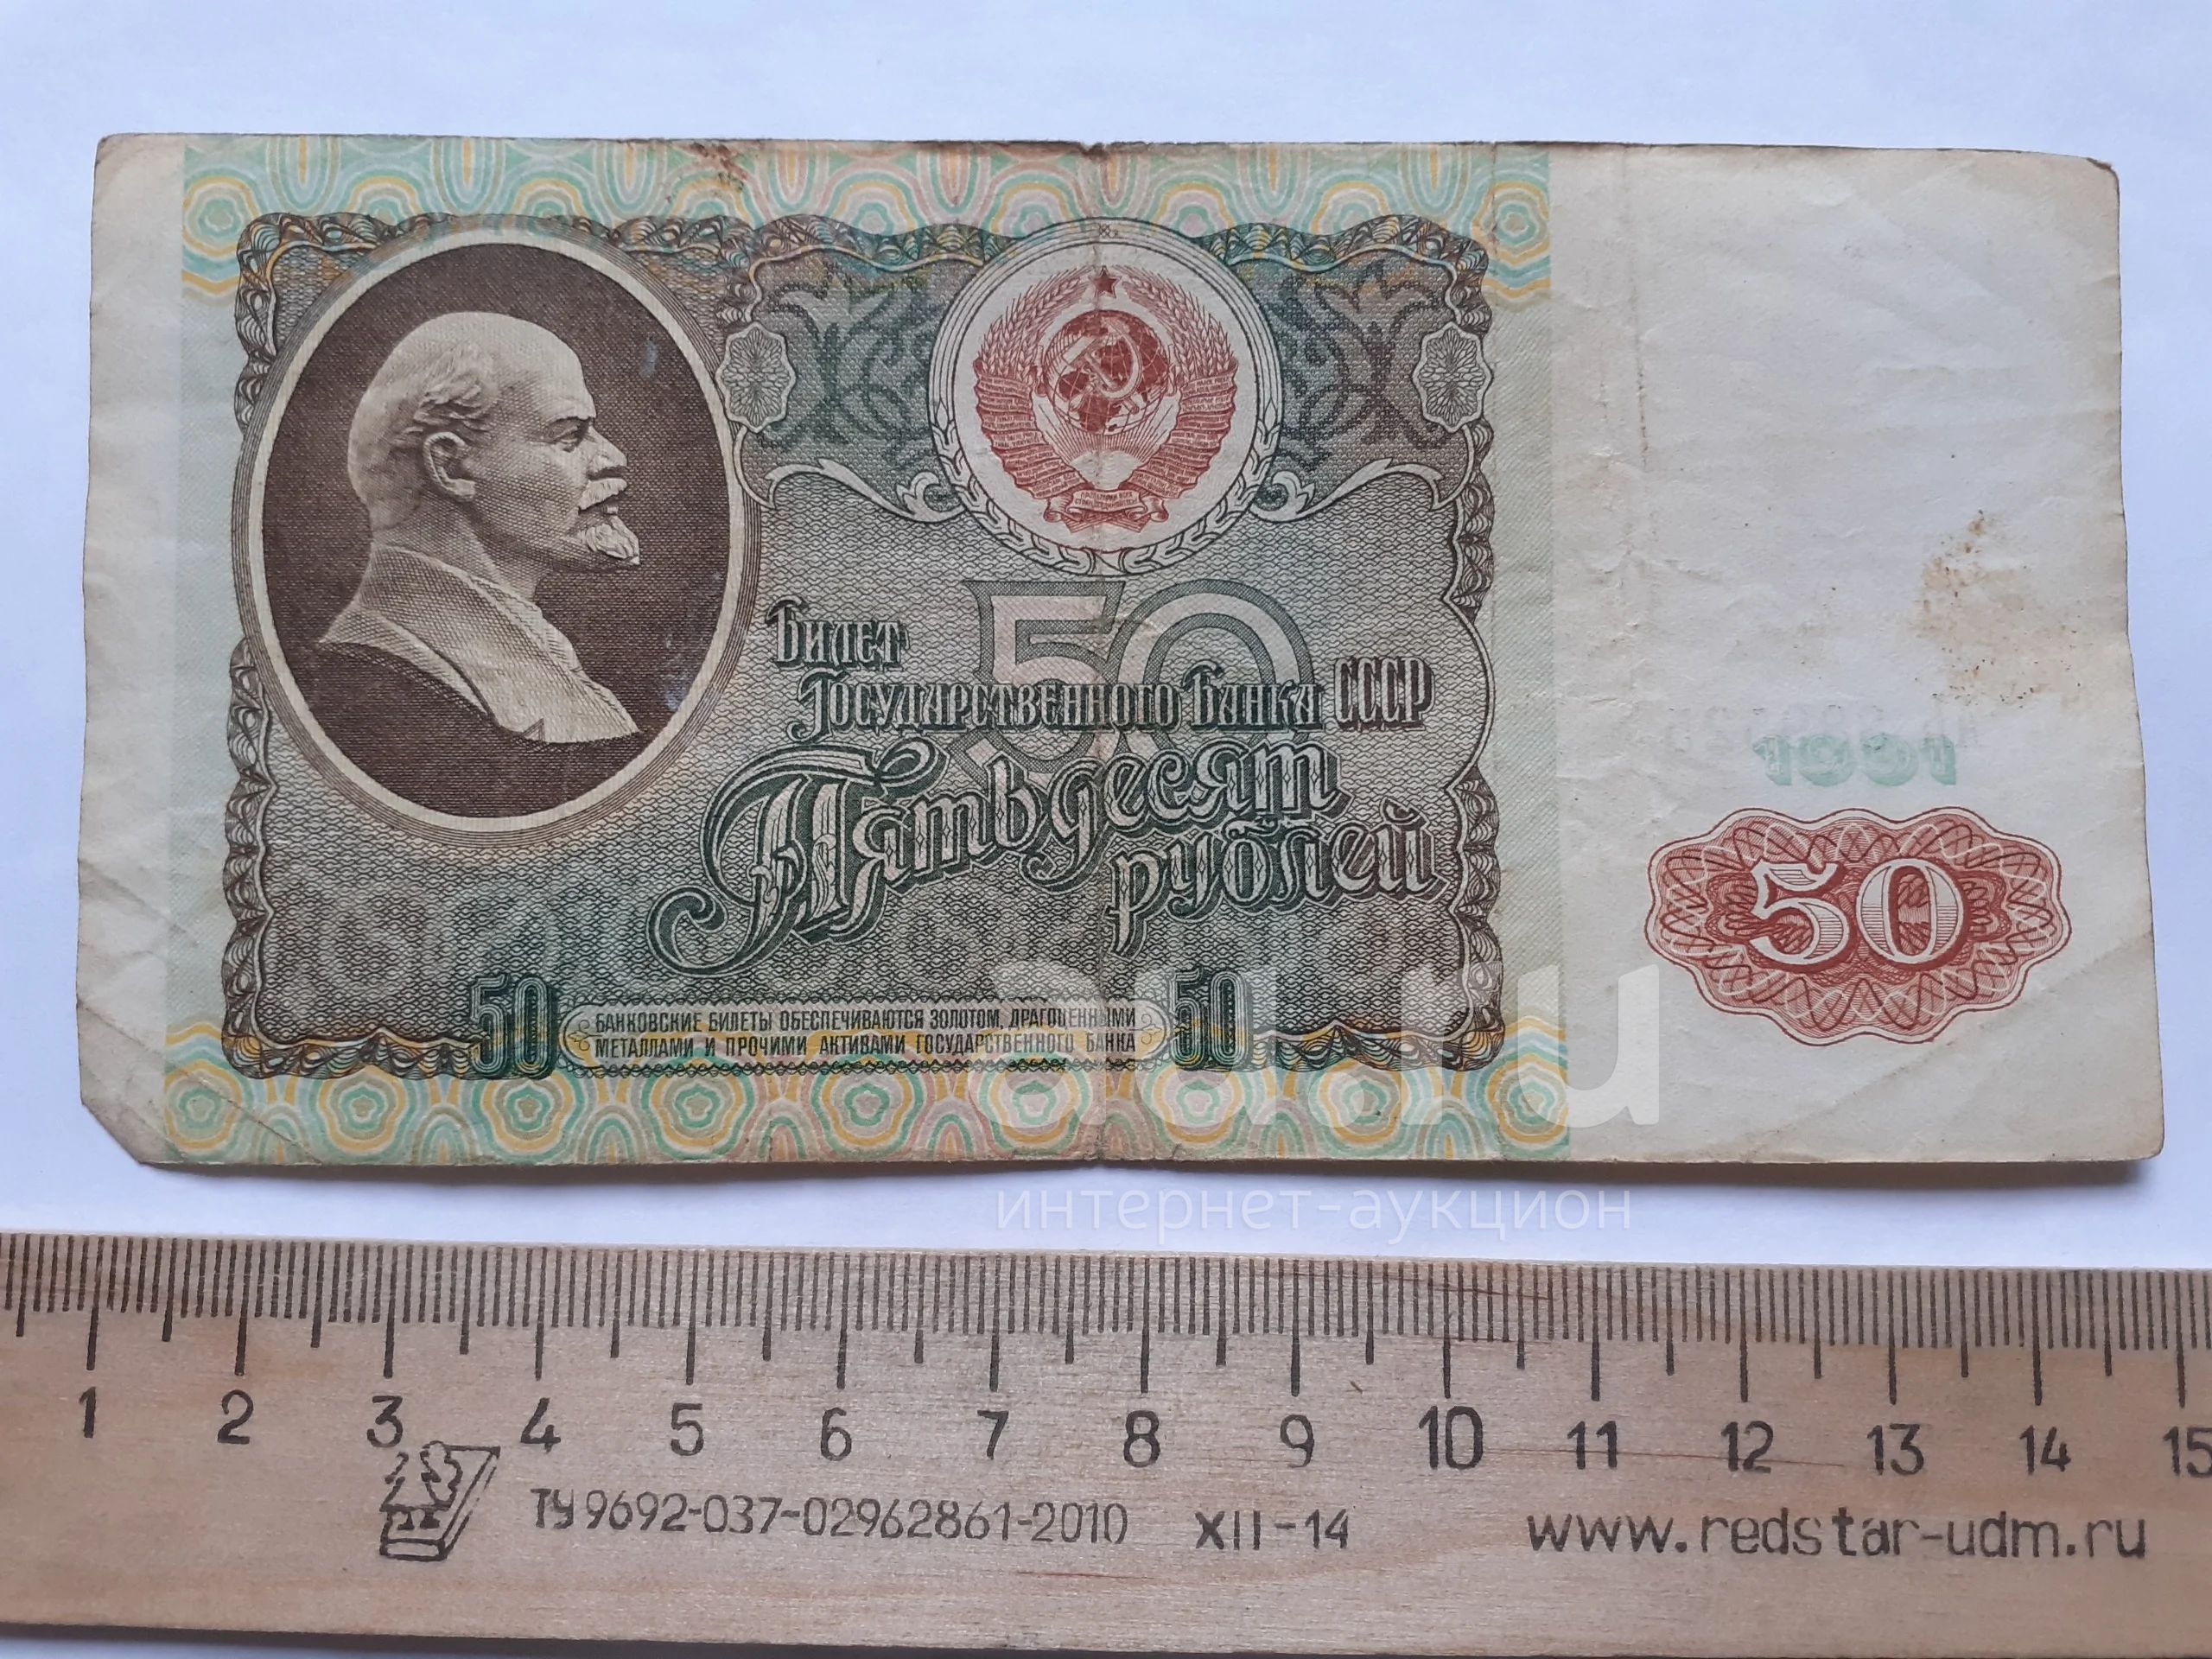 Билет
Государственного Банка СССР
50
Пятьдесят
рублей
50
50 БАНКОВСКИЕ БИЛЕТЫ ОБЕСПЕЧИВАЮТСЯ ЗОЛОТОМ, ДРАГОЦЕННЫМИ 50
МЕТАЛЛАМИ И ПРОЧИМИ АКТИВАМИ ГОСУДАРСТВЕННОГО БАНКА
au.ru
интернет-аукцион
1 2 3 4 5 6 7 8 9 10 11 12 13 14 15
ТУ 9692-037-02962861-2010 XII-14 www.redstar-udm.ru